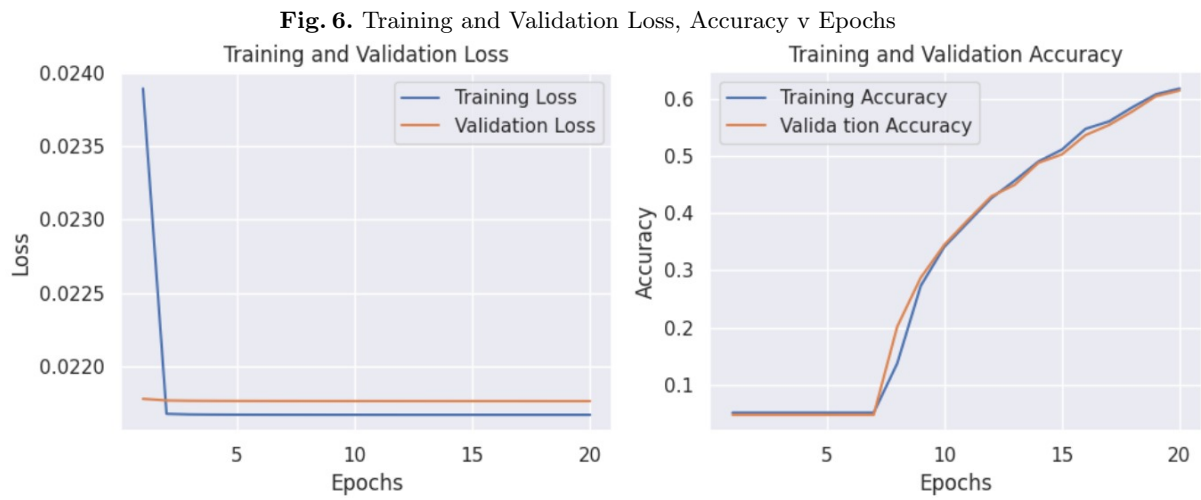 Fig. 6. Training and Validation Loss, Accuracy v Epochs
Training and Validation Loss
0.0240
0.0235
0.0230
0.0225
0.0220
Loss
Training Loss
Validation Loss
5
10
15
20
Epochs
Training and Validation Accuracy
0.6
0.5
0.4
0.3
0.2
0.1
Accuracy
Training Accuracy
Valida tion Accuracy
5
10
15
20
Epochs